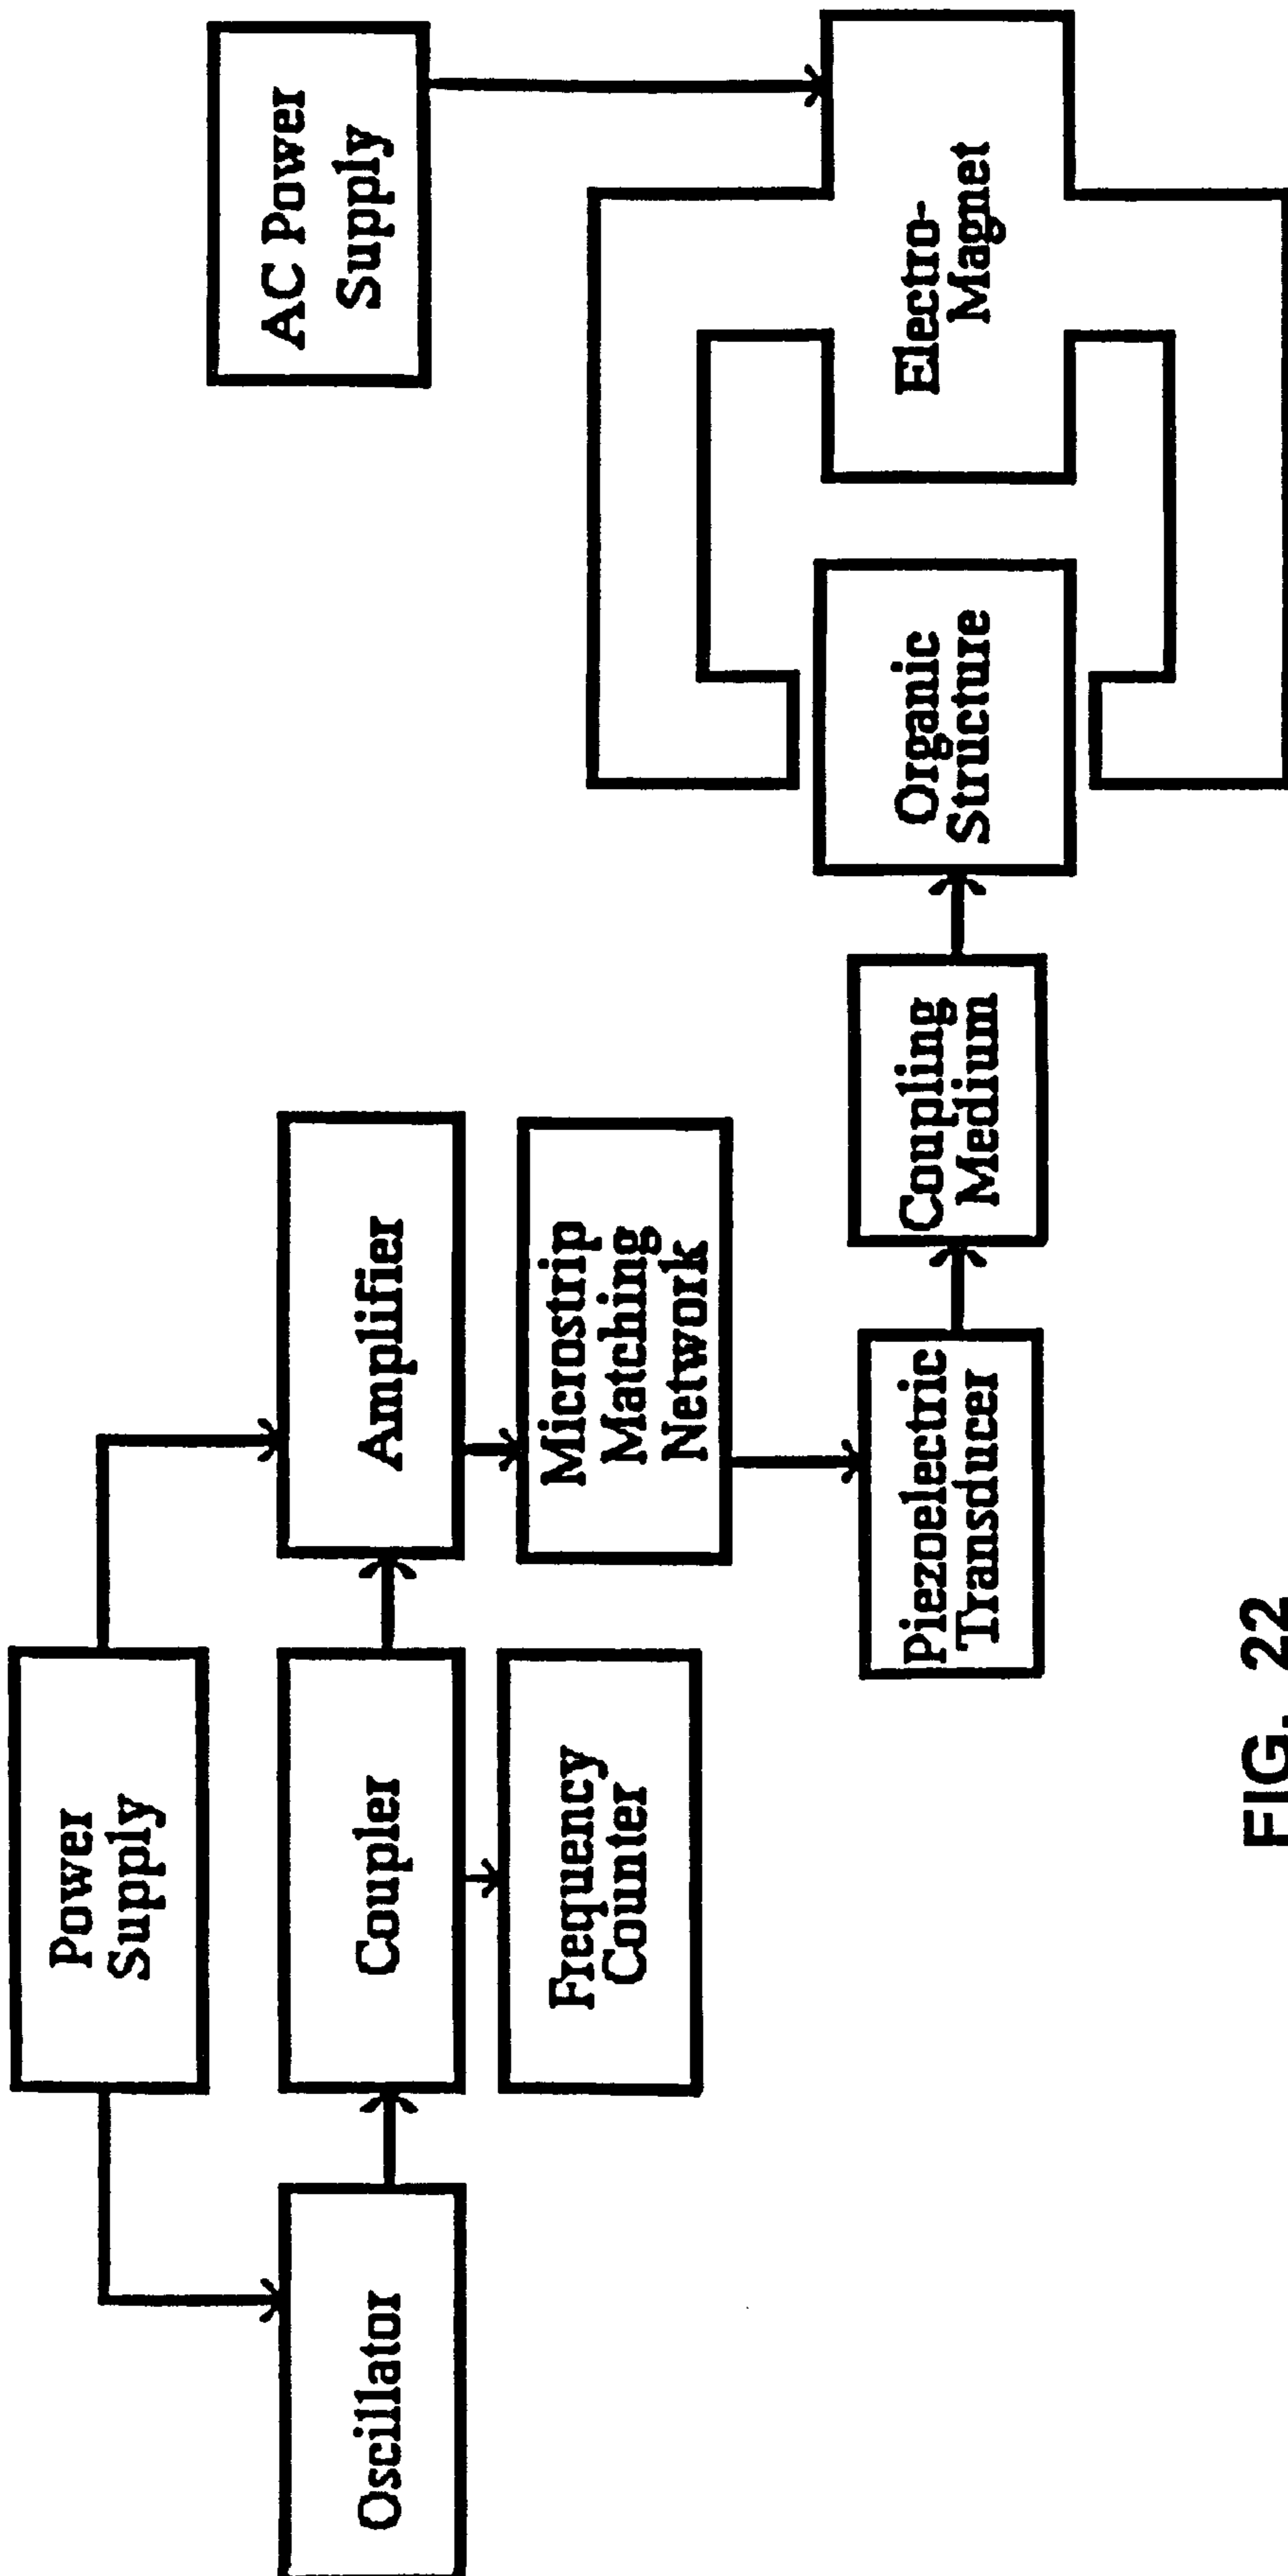 Power
Supply
AC Power
Supply
Oscillator
Coupler
Amplifier
Frequency
Counter
Microstrip
Matching
Network
Piezoelectric
Transducer
Coupling
Medium
Organic
Structure
Electro-
Magnet
FIG. 22